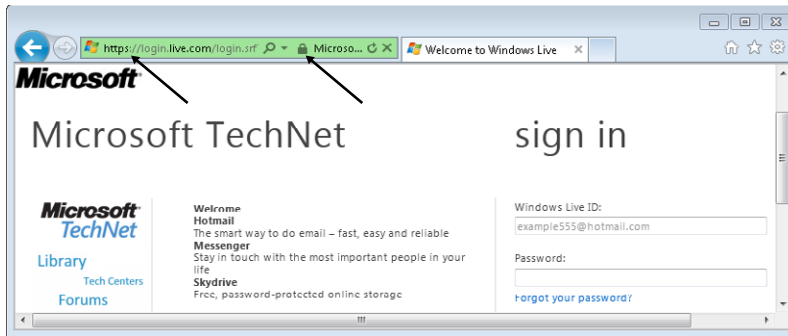 https://login.live.com/login.srf
Microso...
Welcome to Windows Live
Microsoft
Microsoft TechNet
sign in
Microsoft
TechNet
Library
Tech Centers
Forums
Welcome
Hotmail
The smart way to do email – fast, easy and reliable
Messenger
Stay in touch with the most important people in your
life
Skydrive
Free, password-protected online storage
Windows Live ID:
example555@hotmail.com
Password:
Forgot your password?